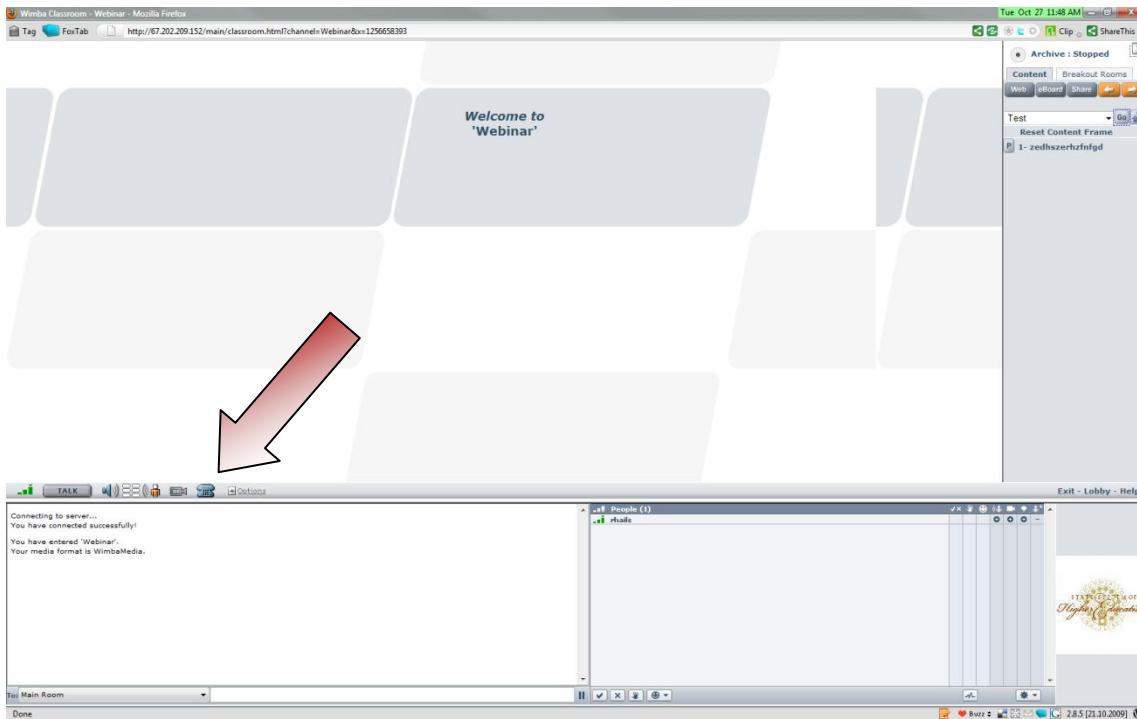 Wimba Classroom - Webinar - Mozilla Firefox
Tue Oct 27 11:48 AM
Tag FoxTab http://67.202.209.152/main/classroom.html?channel=Webinar&x=1256658393 Clip ShareThis
Archive : Stopped
Content Breakout Rooms
Web eBoard Share
Test Go
Reset Content Frame
P 1- zedhszerhzfnfgd
Welcome to
'Webinar'
TALK Options Exit - Lobby - Help
Connecting to server...
You have connected successfully!
You have entered 'Webinar'.
Your media format is WimbaMedia.
People (1)
rhails
Higher Education
To: Main Room
Done Buzz 2.8.5 [21.10.2009]